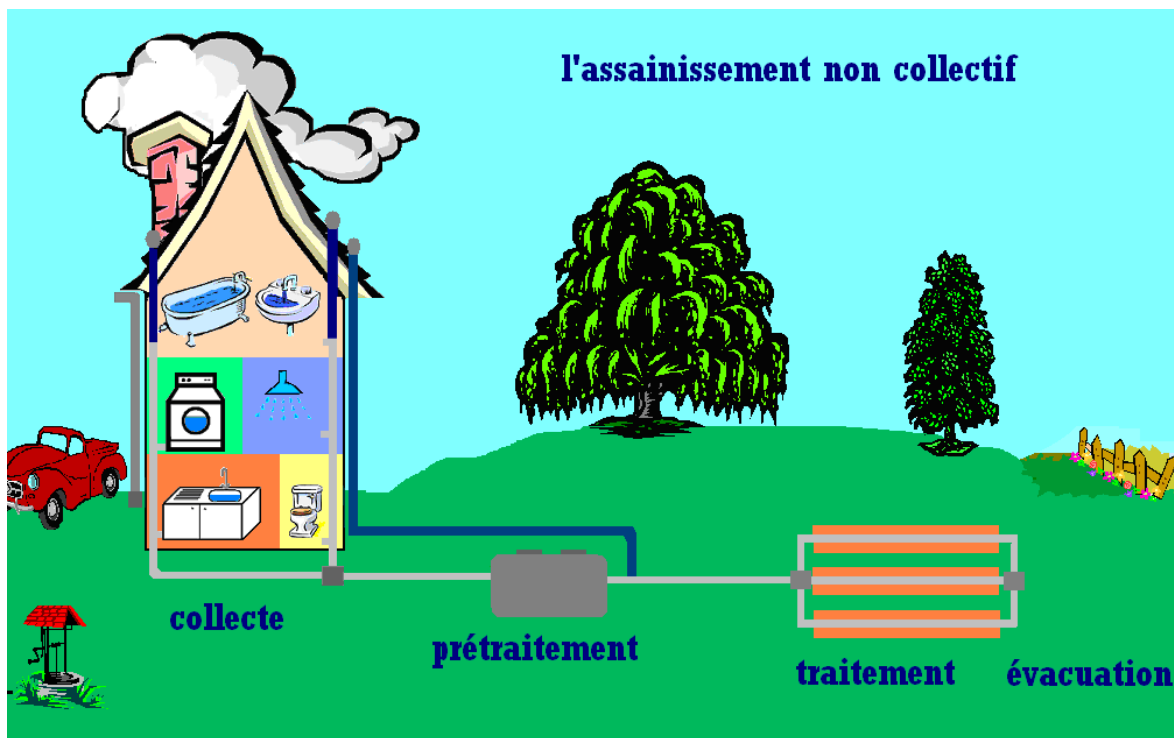 l'assainissement non collectif
collecte
prétraitement
traitement
évacuation